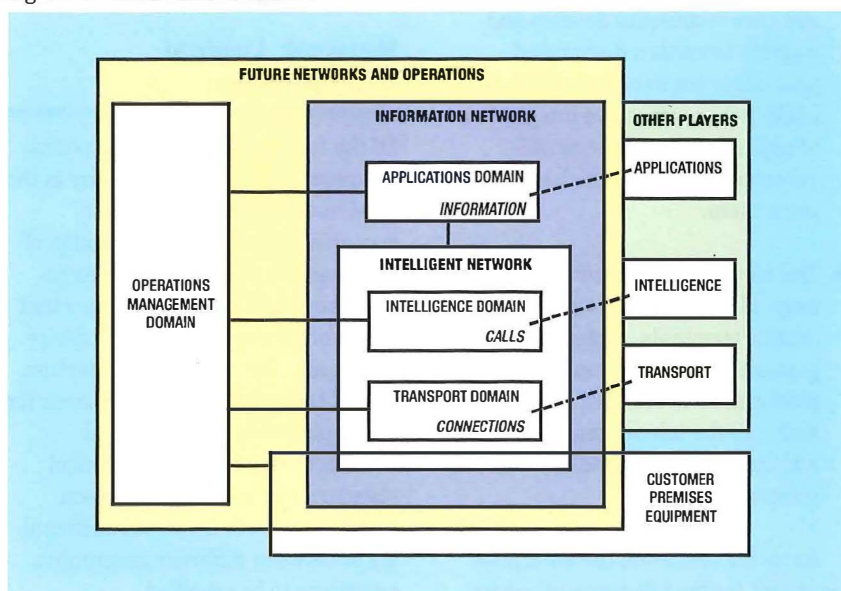 FUTURE NETWORKS AND OPERATIONS
OPERATIONS
MANAGEMENT
DOMAIN
INFORMATION NETWORK
APPLICATIONS DOMAIN
INFORMATION
INTELLIGENT NETWORK
INTELLIGENCE DOMAIN
CALLS
TRANSPORT DOMAIN
CONNECTIONS
OTHER PLAYERS
APPLICATIONS
INTELLIGENCE
TRANSPORT
CUSTOMER
PREMISES
EQUIPMENT